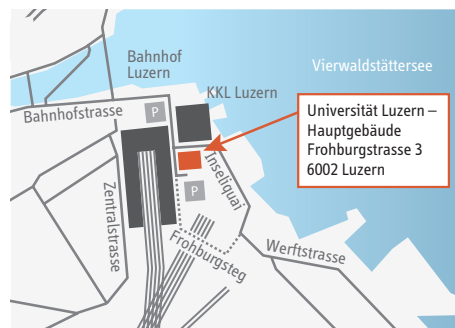 Bahnhof
Luzern
Vierwaldstättersee
KKL Luzern
Bahnhofstrasse
P
Universität Luzern –
Hauptgebäude
Frohburgstrasse 3
6002 Luzern
Inseliquai
P
Zentralstrasse
Frohburgsteg
Werftstrasse